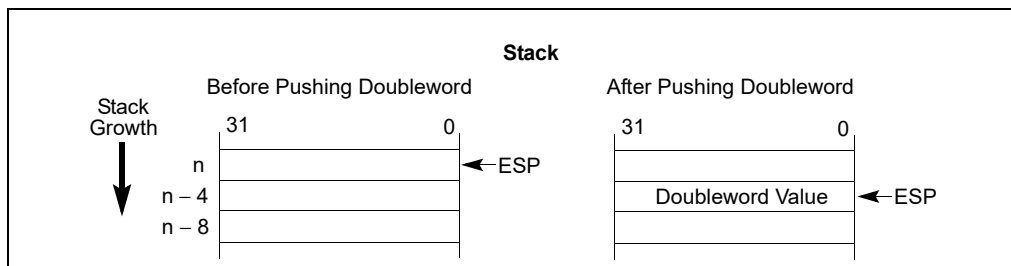 Stack
Before Pushing Doubleword
After Pushing Doubleword
Stack
Growth
31
0
31
0
n
ESP
n – 4
Doubleword Value
ESP
n – 8